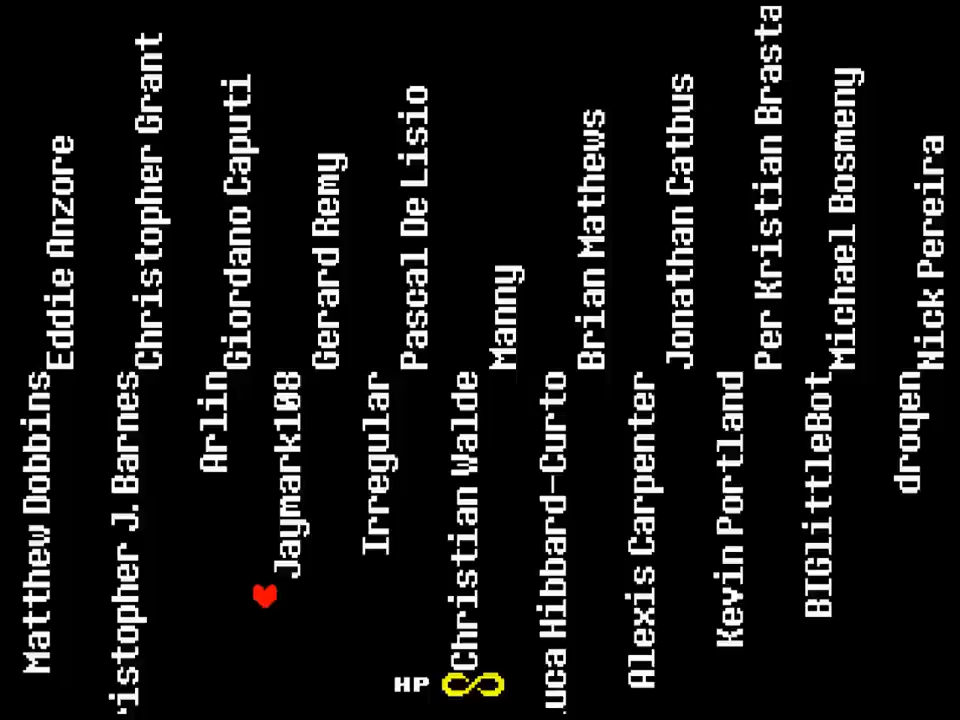 Matthew Dobbins
Eddie Anzore
istopher J. Barnes
Christopher Grant
Arlin
Giordano Caputi
Jaymark108
Gerard Remy
Irregular
Pascal De Lisio
Christian Walde
Manny
uca Hibbard-Curto
Brian Mathews
Alexis Carpenter
Jonathan Catbus
Kevin Portland
Per Kristian Brasta
BIGlittleBot
Michael Bosmeny
drogen
Nick Pereira
HP ∞